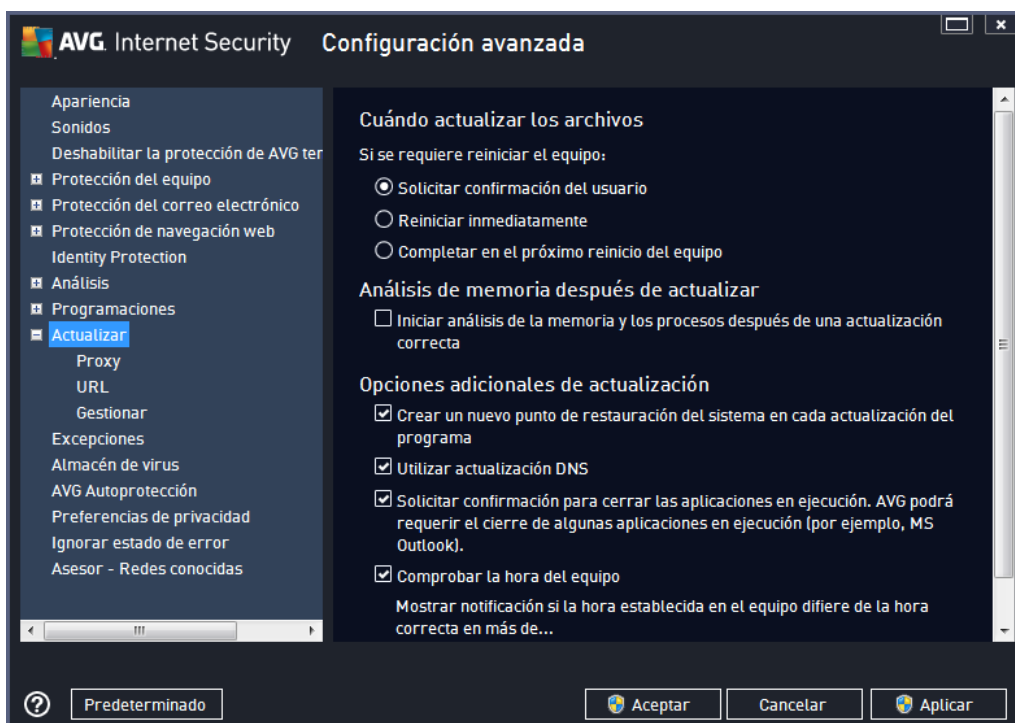 AVG. Internet Security Configuración avanzada
Apariencia
Sonidos
Deshabilitar la protección de AVG ter
Protección del equipo
Protección del correo electrónico
Protección de navegación web
Identity Protection
Análisis
Programaciones
Actualizar
Proxy
URL
Gestionar
Excepciones
Almacén de virus
AVG Autoprotección
Preferencias de privacidad
Ignorar estado de error
Asesor - Redes conocidas
Cuándo actualizar los archivos
Si se requiere reiniciar el equipo:
Solicitar confirmación del usuario
Reiniciar inmediatamente
Completar en el próximo reinicio del equipo
Análisis de memoria después de actualizar
Iniciar análisis de la memoria y los procesos después de una actualización
correcta
Opciones adicionales de actualización
Crear un nuevo punto de restauración del sistema en cada actualización del
programa
Utilizar actualización DNS
Solicitar confirmación para cerrar las aplicaciones en ejecución. AVG podrá
requerir el cierre de algunas aplicaciones en ejecución (por ejemplo, MS
Outlook).
Comprobar la hora del equipo
Mostrar notificación si la hora establecida en el equipo difiere de la hora
correcta en más de...
Predeterminado
Aceptar
Cancelar
Aplicar